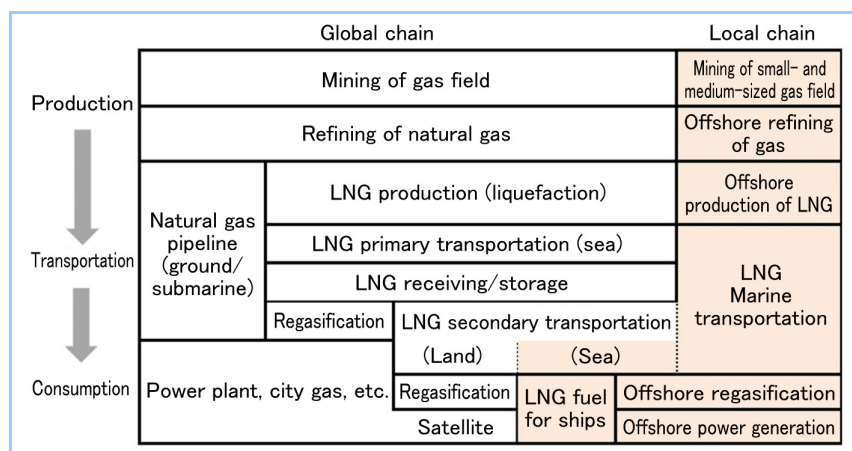 Global chain
Local chain
Production
Mining of gas field
Mining of small- and
medium-sized gas field
Refining of natural gas
Offshore refining
of gas
Natural gas
pipeline
(ground/
submarine)
LNG production (liquefaction)
Offshore
production of LNG
Transportation
LNG primary transportation (sea)
LNG
Marine
transportation
LNG receiving/storage
Regasification
LNG secondary transportation
(Land)
(Sea)
Consumption
Power plant, city gas, etc.
Regasification
LNG fuel
for ships
Offshore regasification
Satellite
Offshore power generation